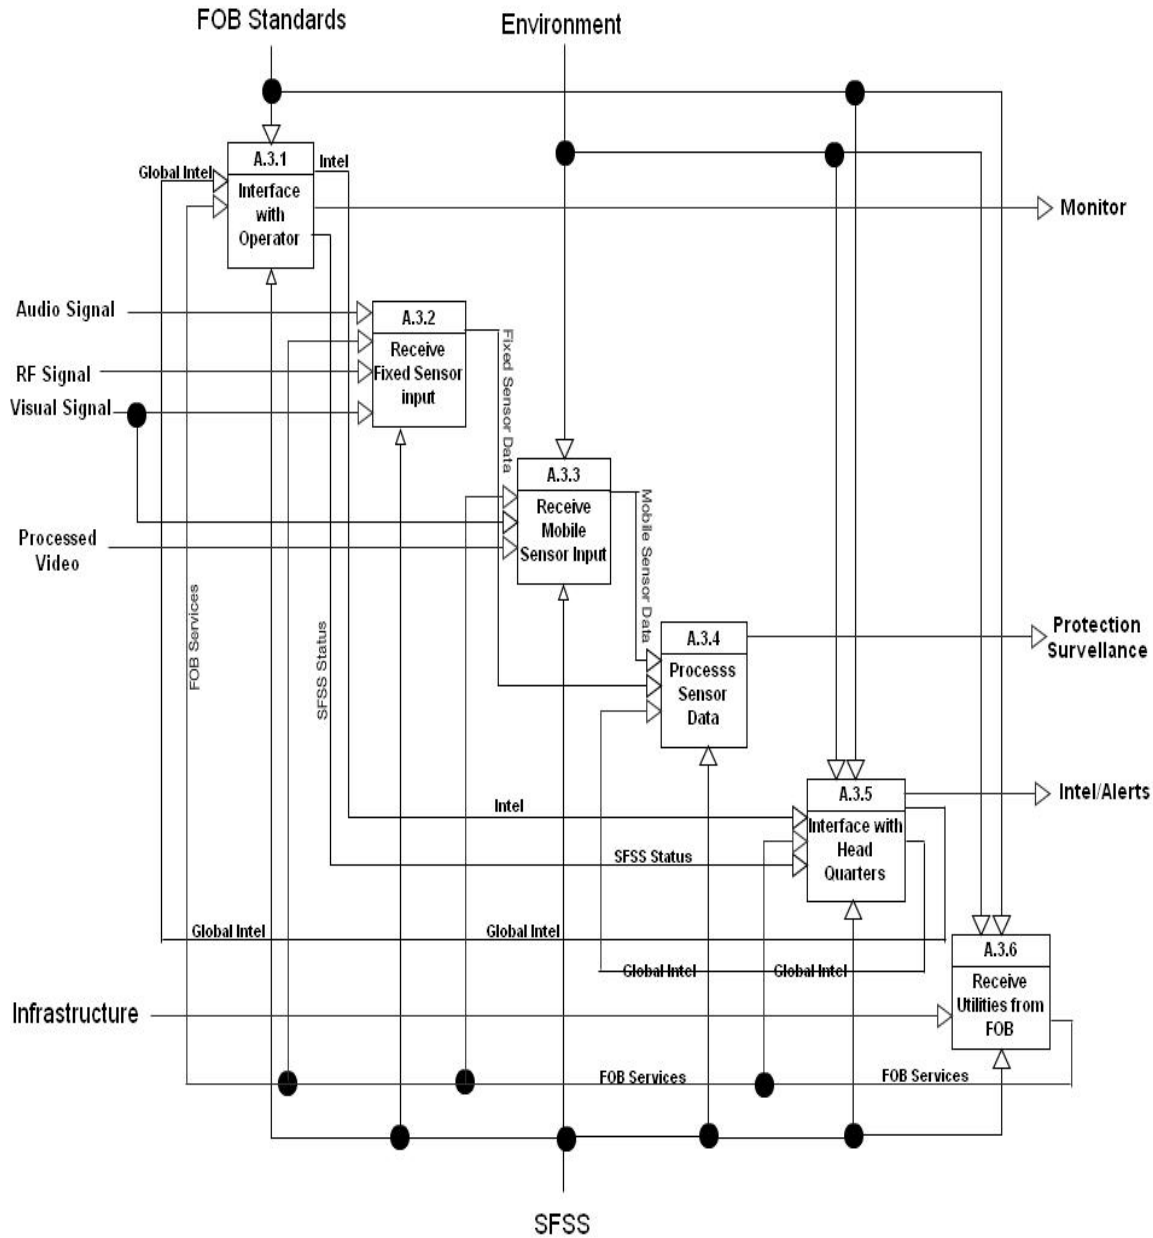 FOB Standards
Environment
A.3.1
Intel
Global Intel
Interface
with
Operator
Monitor
Audio Signal
A.3.2
Receive
Fixed Sensor
input
Fixed Sensor Data
RF Signal
Visual Signal
A.3.3
Receive
Mobile
Sensor Input
Mobile Sensor Data
Processed
Video
FOB Services
SFSS Status
A.3.4
Processs
Sensor
Data
Protection
Survellance
A.3.5
Interface with
Head
Quarters
Intel/Alerts
Intel
SFSS Status
Global Intel
Global Intel
A.3.6
Receive
Utilities from
FOB
Global Intel
Global Intel
Infrastructure
FOB Services
FOB Services
SFSS